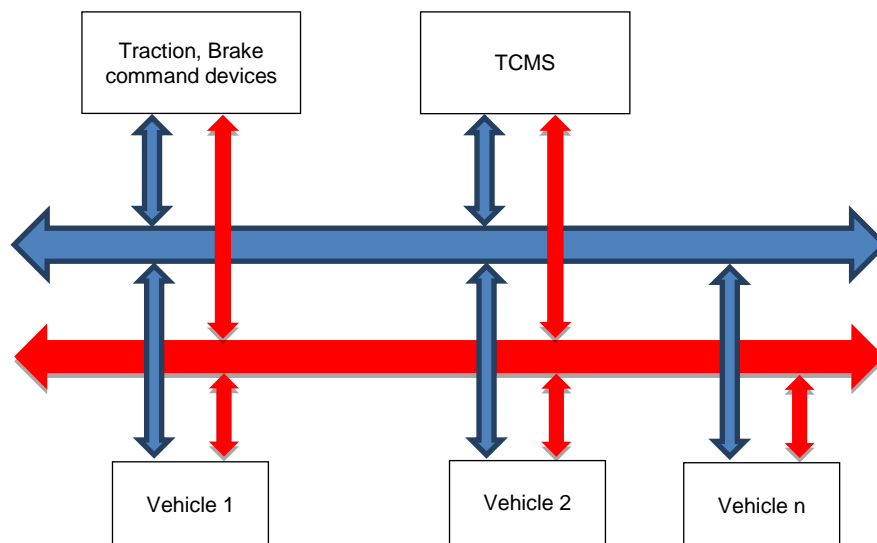 Traction, Brake
command devices
TCMS
Vehicle 1
Vehicle 2
Vehicle n